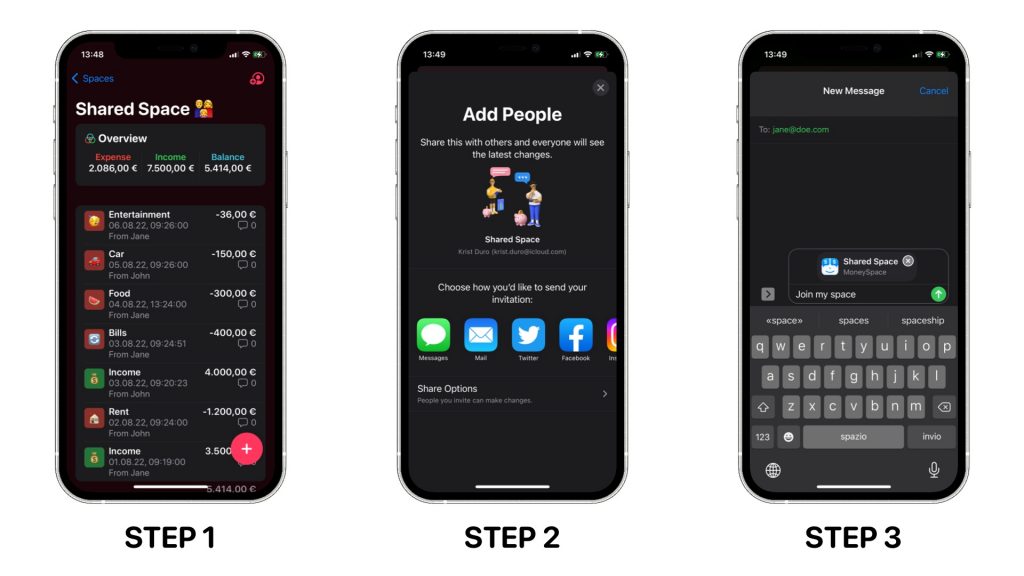 13:48
Spaces
Shared Space
Overview
Expense Income Balance
2.086,00 € 7.500,00 € 5.414,00 €
Entertainment -36,00 €
06.08.22, 09:26:00 0
From Jane
Car -150,00 €
05.08.22, 09:26:00 0
From John
Food -300,00 €
04.08.22, 13:24:00 0
From Jane
Bills -400,00 €
03.08.22, 09:24:51 0
From Jane
Income 4.000,00 €
03.08.22, 09:20:23 0
From John
Rent -1.200,00 €
02.08.22, 09:24:00 0
From John
Income 3.500
01.08.22, 09:19:00 0
From Jane
5.414,00 €
STEP 1
13:49
Add People
Share this with others and everyone will see
the latest changes.
Shared Space
Krist Duro (krist.duro@icloud.com)
Choose how you'd like to send your
invitation:
Messages Mail Twitter Facebook Ins
Share Options
People you invite can make changes.
STEP 2
13:49
New Message Cancel
To: jane@doe.com
Shared Space
MoneySpace
Join my space
«space» spaces spaceship
q w e r t y u i o p
a s d f g h j k l
z x c v b n m
123 spazio invio
STEP 3